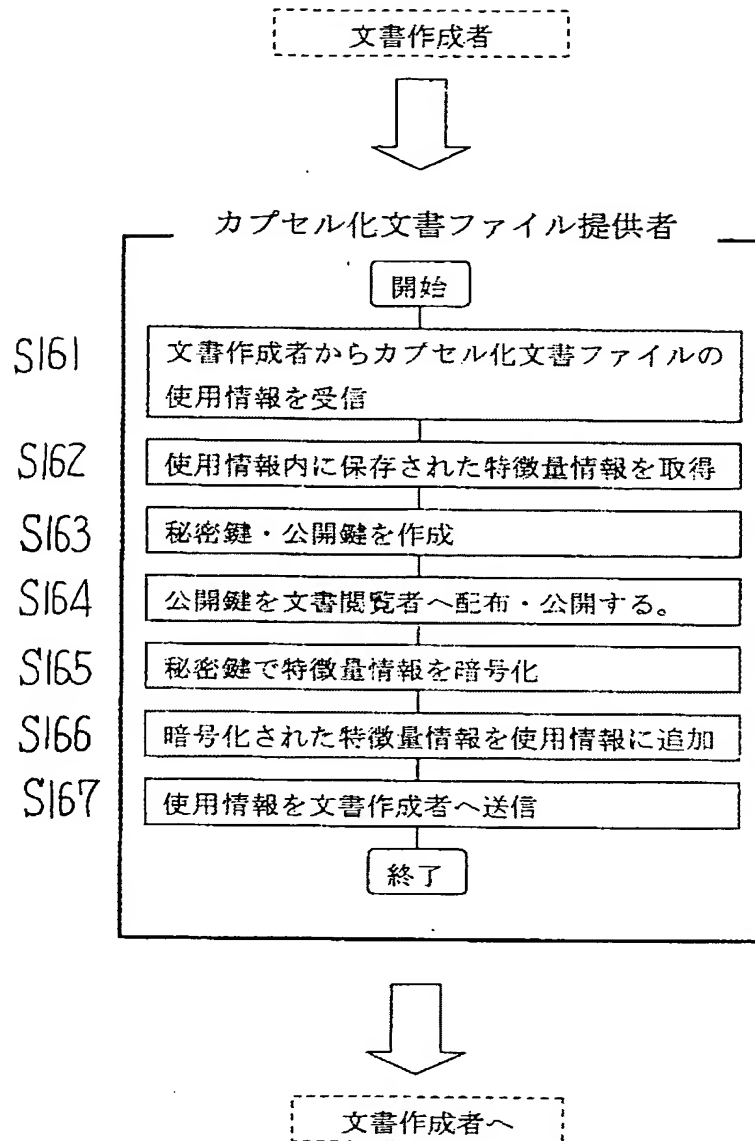 文書作成者
カプセル化文書ファイル提供者
開始
S161
文書作成者からカプセル化文書ファイルの
使用情報を受信
S162
使用情報内に保存された特徴量情報を取得
S163
秘密鍵・公開鍵を作成
S164
公開鍵を文書閲覧者へ配布・公開する。
S165
秘密鍵で特徴量情報を暗号化
S166
暗号化された特徴量情報を使用情報に追加
S167
使用情報を文書作成者へ送信
終了
文書作成者へ